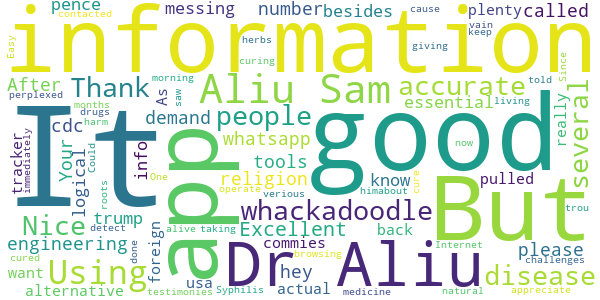 pence messing number besides cause plenty called
Easy contacted vain keep
information
herbs giving
curing
After Thank As morning Aliu Sam accurate told Since
perplexed saw essential living several
months
drugs
It cdc harm demand people good really
tracker immediately Your logical info Could app whatsapp now
tools
One religion know cure pulled himabout trou
roots operate verious
Nice trump foreign whackadoodle But
detect done Excellent back
engineering alive taking commies please
cured want Using usa hey Dr Aliu browsing Internet challenges disease
actual
alternative testimonies Syphilis medicine natural appreciate